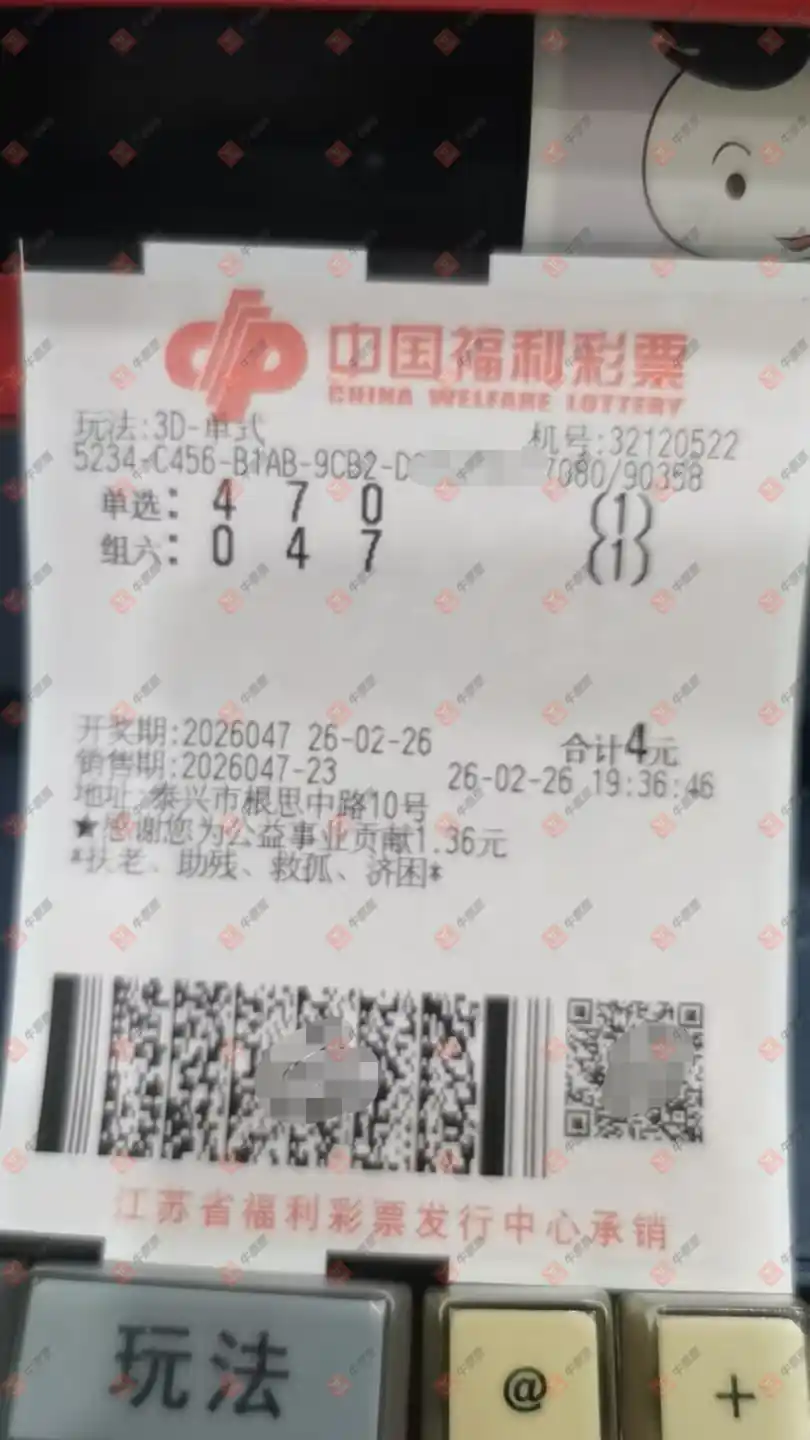 中国福利彩票
CHINA WELFARE LOTTERY
玩法:3D-单式 机号:32120522
5234-C456-B1AB-9CB2-D 7080/90358
单选: 4 7 0 (1)
组六: 0 4 7 (1)
开奖期:2026047 26-02-26 合计4元
销售期:2026047-23 26-02-26 19:36:46
地址:泰兴市根思中路10号
★感谢您为公益事业贡献1.36元
*扶老、助残、救孤、济困*
江苏省福利彩票发行中心承销
玩法 @ +